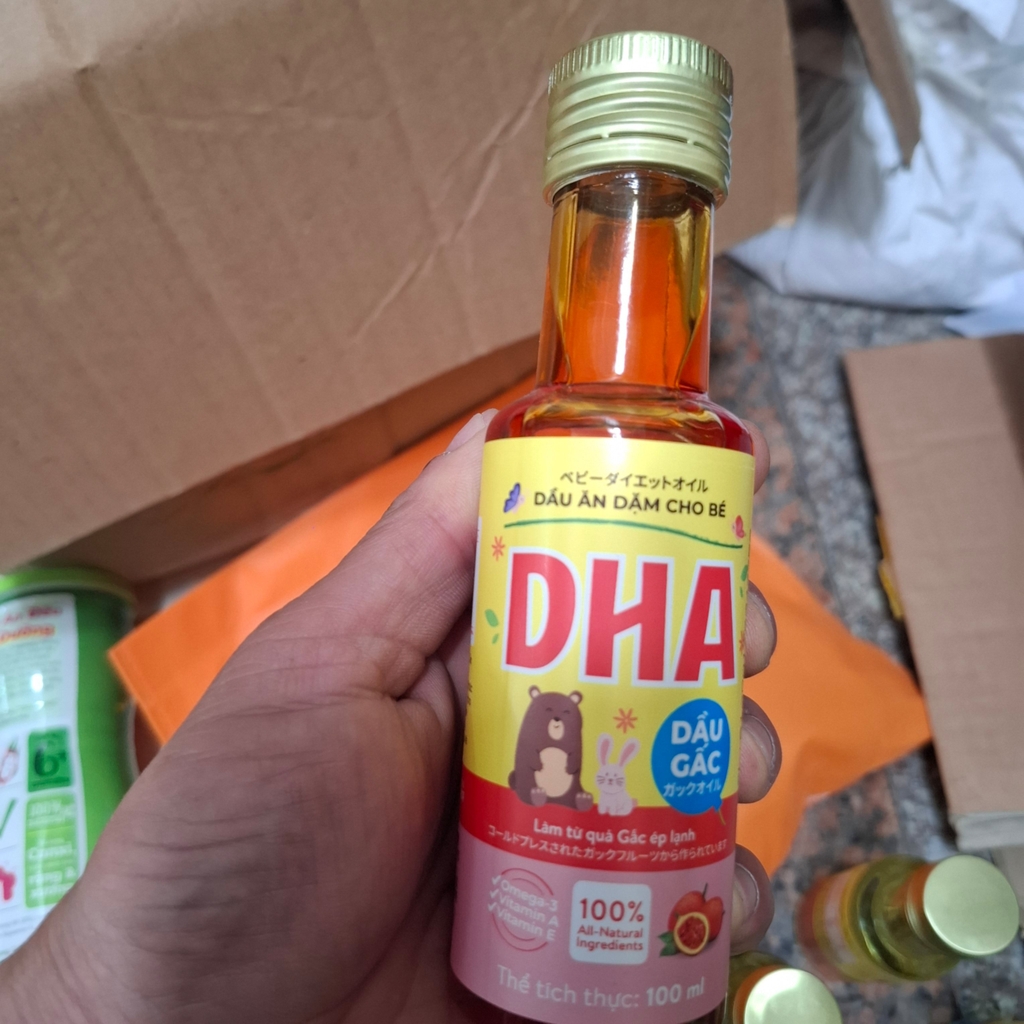 ベビーダイエットオイル
DẦU ĂN DẶM CHO BÉ
DHA
DẦU
GẤC
ガックオイル
Làm từ quả Gấc ép lạnh
コールドプレスされたガックフルーツから作られています
✓Omega-3
✓Vitamin A
✓Vitamin E
100%
All-Natural
Ingredients
Thể tích thực: 100 ml